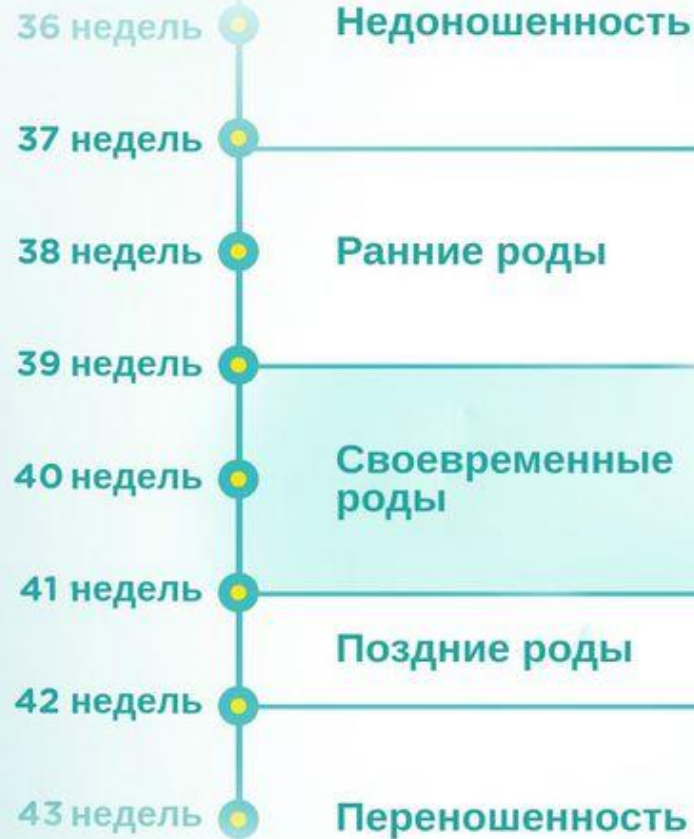 36 недель
Недоношенность
37 недель
38 недель
Ранние роды
39 недель
40 недель
Своевременные
роды
41 недель
Поздние роды
42 недель
43 недель
Переношенность